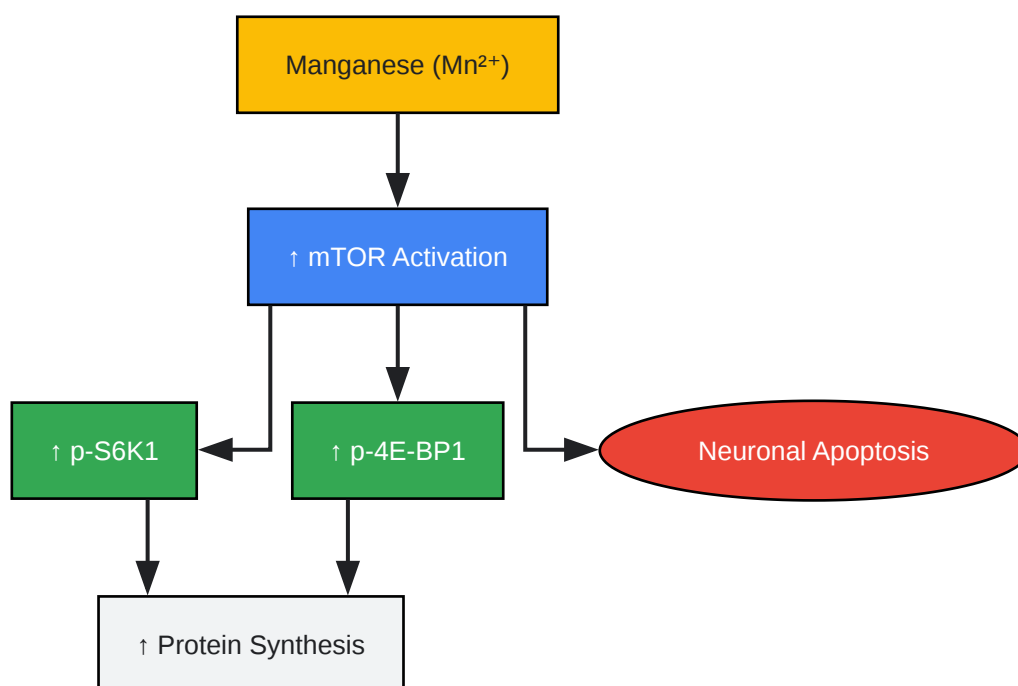 Manganese (Mn²⁺)
↑ mTOR Activation
↑ p-S6K1
↑ p-4E-BP1
Neuronal Apoptosis
↑ Protein Synthesis